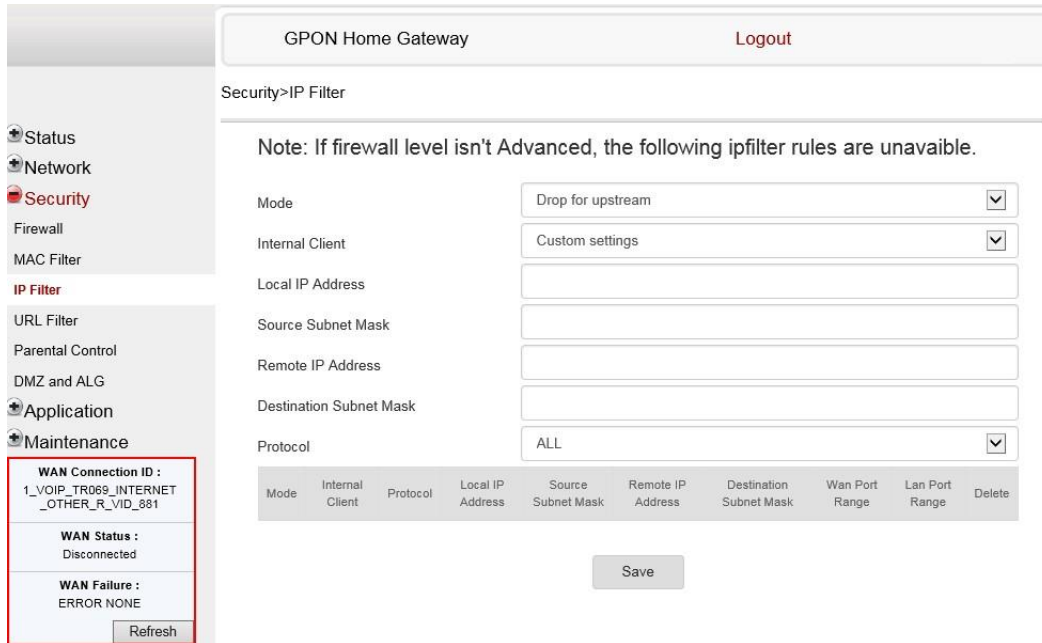 GPON Home Gateway
Logout
Security>IP Filter
Status
Network
Security
Firewall
MAC Filter
IP Filter
URL Filter
Parental Control
DMZ and ALG
Application
Maintenance
WAN Connection ID :
1_VOIP_TR069_INTERNET
_OTHER_R_VID_881
WAN Status :
Disconnected
WAN Failure :
ERROR NONE
Refresh
Note: If firewall level isn't Advanced, the following ipfilter rules are unavaible.
Mode
Drop for upstream
Internal Client
Custom settings
Local IP Address
Source Subnet Mask
Remote IP Address
Destination Subnet Mask
Protocol
ALL
Mode
Internal
Client
Protocol
Local IP
Address
Source
Subnet Mask
Remote IP
Address
Destination
Subnet Mask
Wan Port
Range
Lan Port
Range
Delete
Save